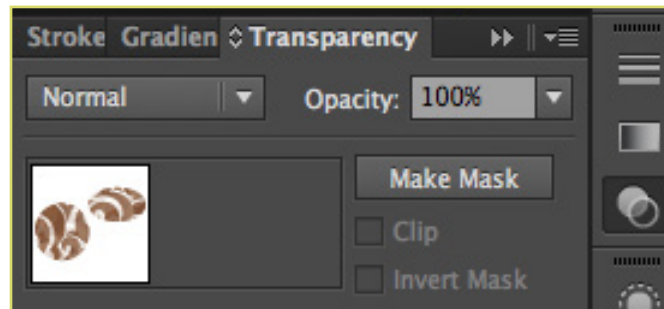 Stroke Gradien Transparency
Normal Opacity: 100%
Make Mask
Clip
Invert Mask